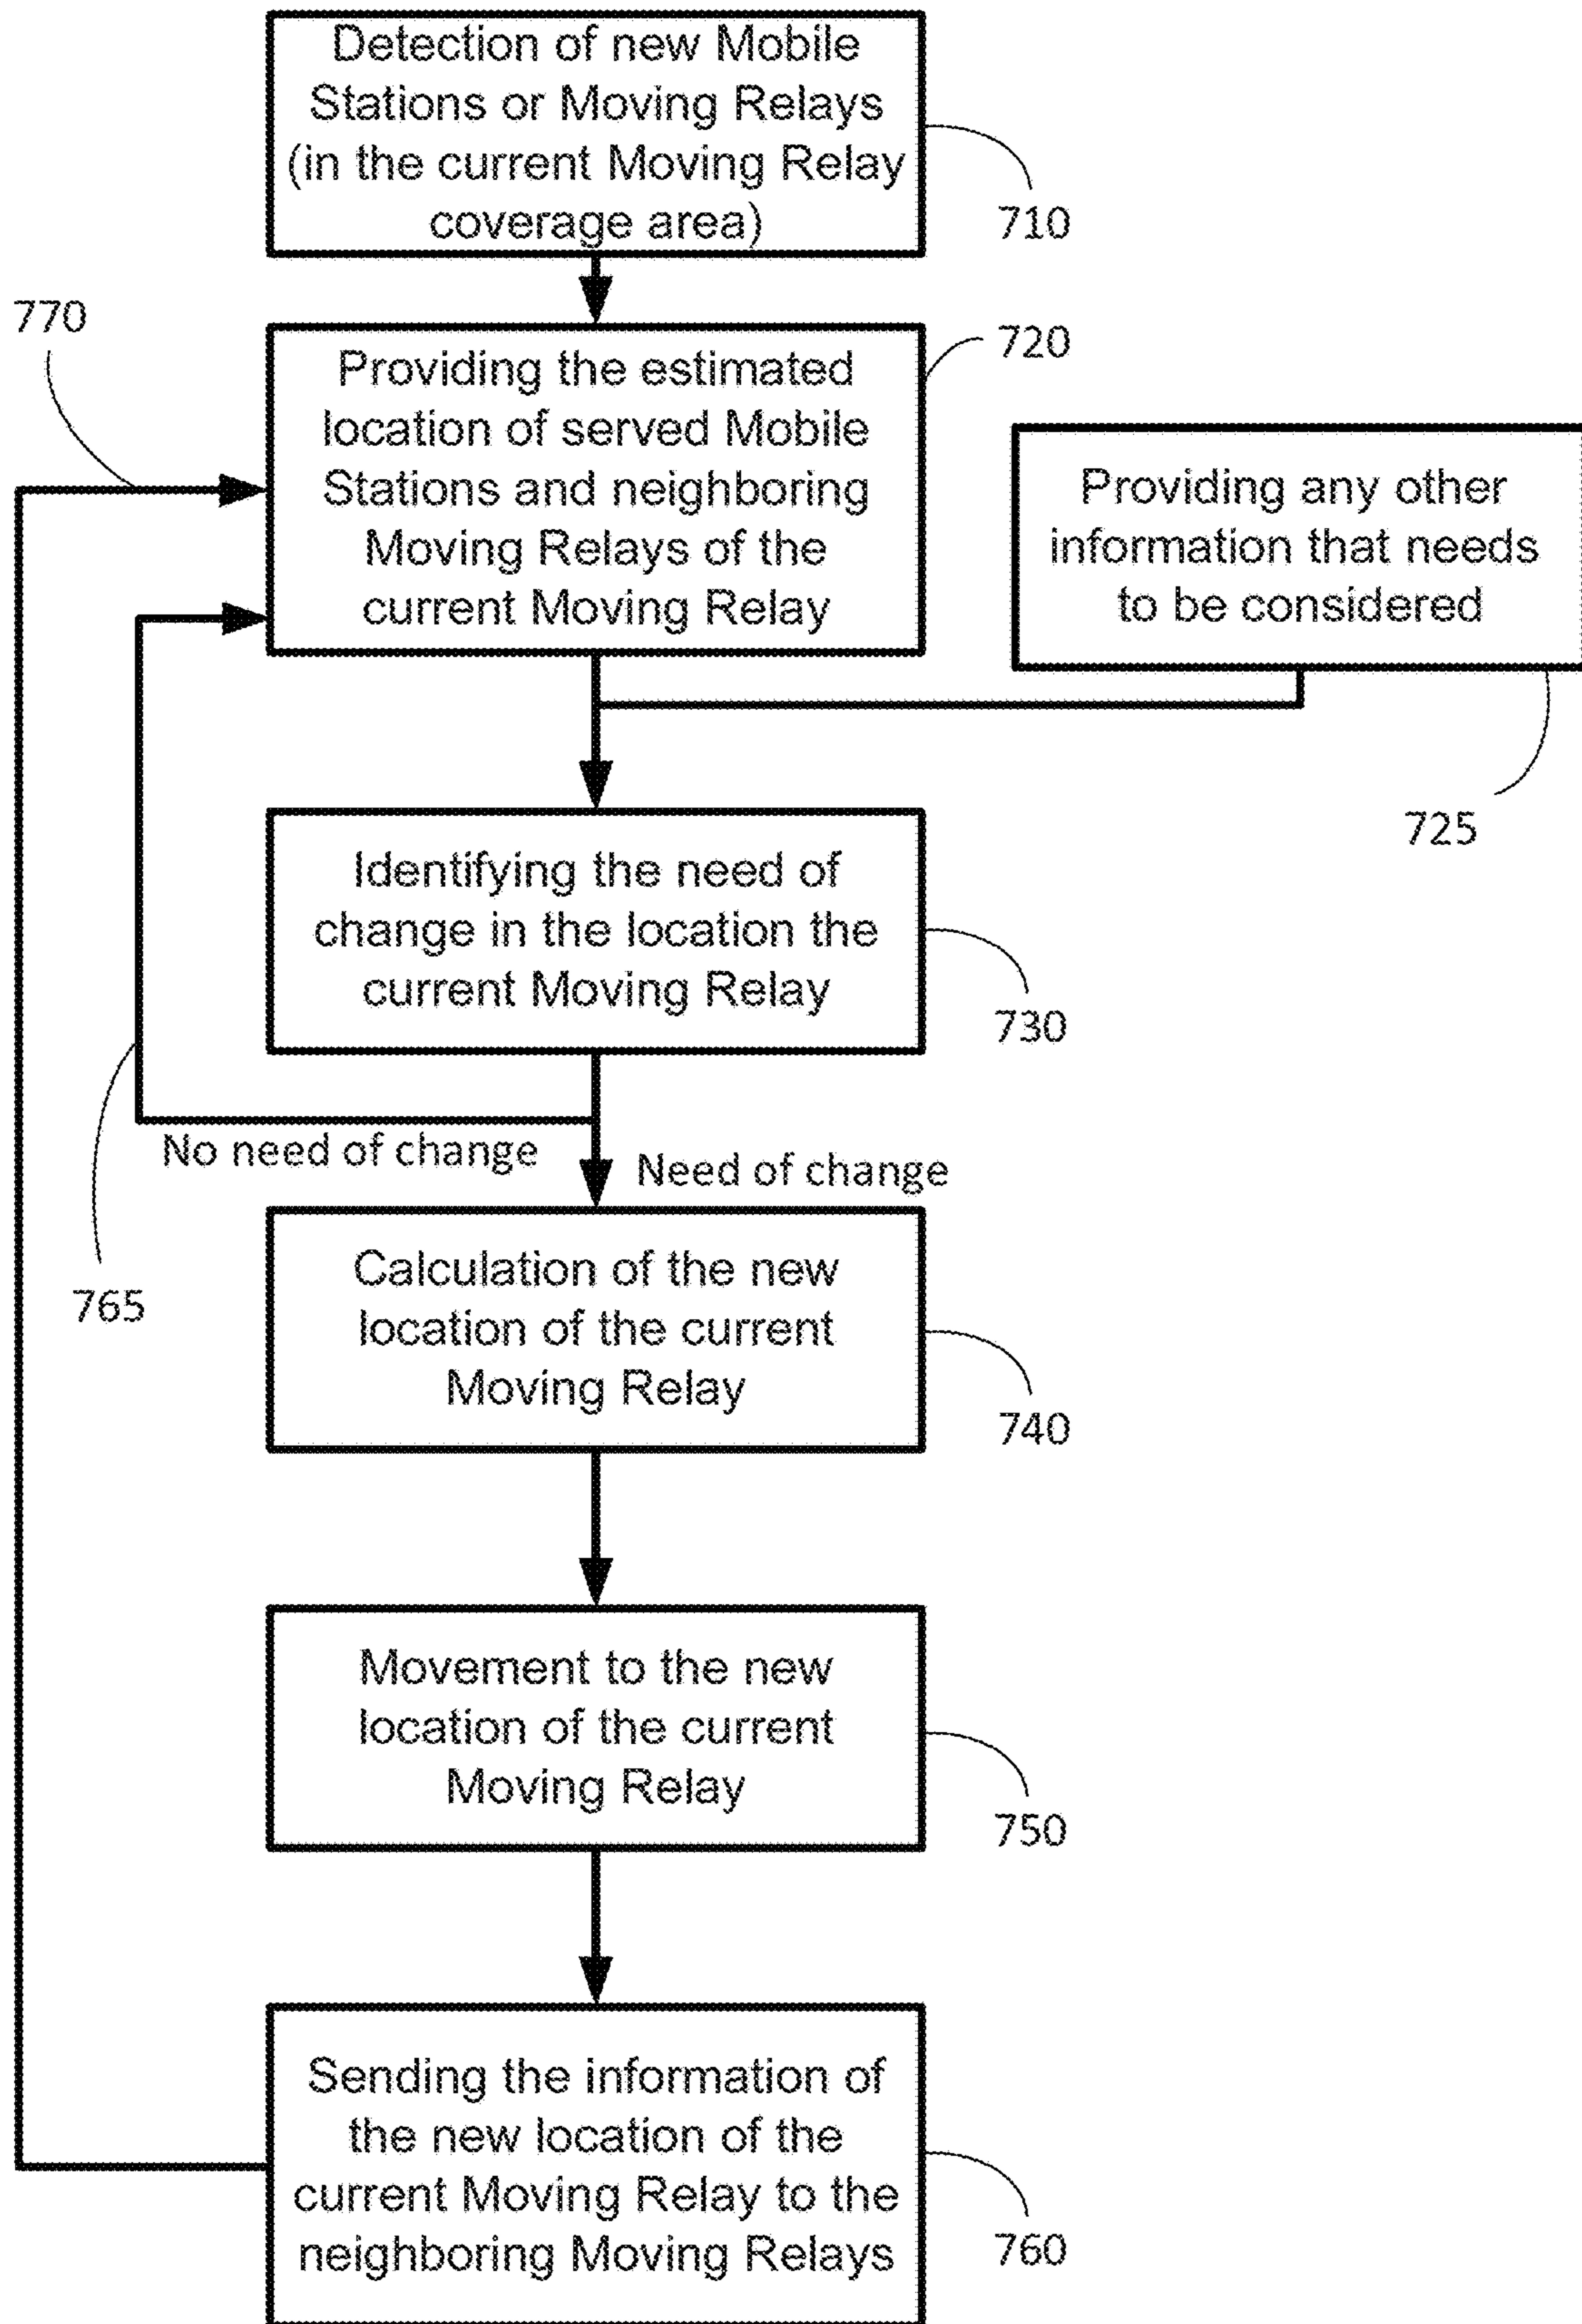 Detection of new Mobile
Stations or Moving Relays
(in the current Moving Relay
coverage area)
710
770
720
Providing the estimated
location of served Mobile
Stations and neighboring
Moving Relays of the
current Moving Relay
Providing any other
information that needs
to be considered
725
Identifying the need of
change in the location the
current Moving Relay
730
No need of change
Need of change
765
Calculation of the new
location of the current
Moving Relay
740
Movement to the new
location of the current
Moving Relay
750
Sending the information of
the new location of the
current Moving Relay to the
neighboring Moving Relays
760